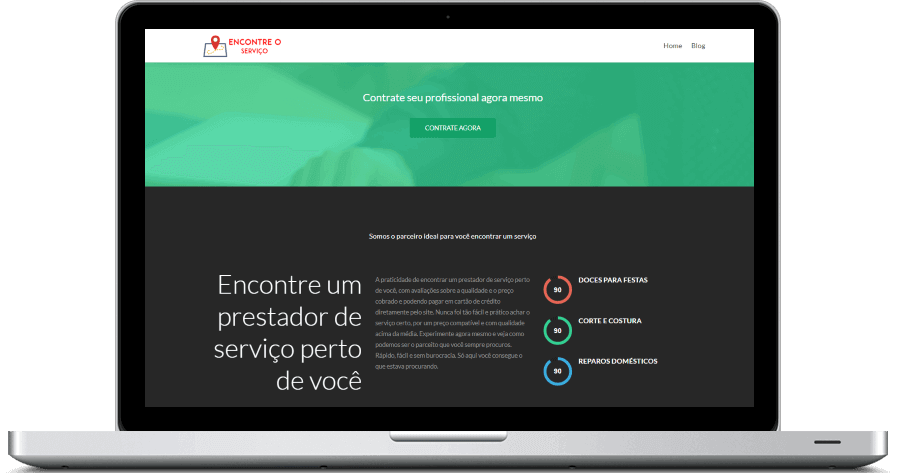 ENCONTRE O
SERVIÇO
Home Blog
Contrate seu profissional agora mesmo
CONTRATE AGORA
Somos o parceiro ideal para você encontrar um serviço
Encontre um
prestador de
serviço perto
de você
A praticidade de encontrar um prestador de serviço perto
de você, com avaliações sobre a qualidade e o preço
cobrado e podendo pagar em cartão de crédito
diretamente pelo site. Nunca foi tão fácil e prático achar o
serviço certo, por um preço compatível e com qualidade
acima da média. Experimente agora mesmo e veja como
podemos ser o parceito que você sempre procuros.
Rápido, fácil e sem burocracia. Só aqui você consegue o
que estava procurando.
90 DOCES PARA FESTAS
90 CORTE E COSTURA
90 REPAROS DOMÉSTICOS